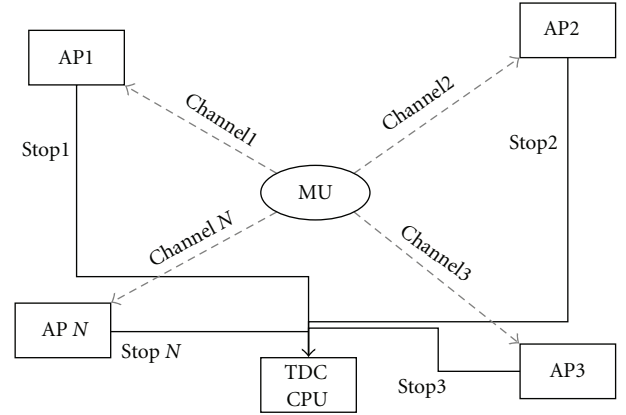 AP1
AP2
Channel1
Channel2
Stop1
Stop2
MU
Channel N
Channel3
AP N
Stop N
TDC
CPU
Stop3
AP3